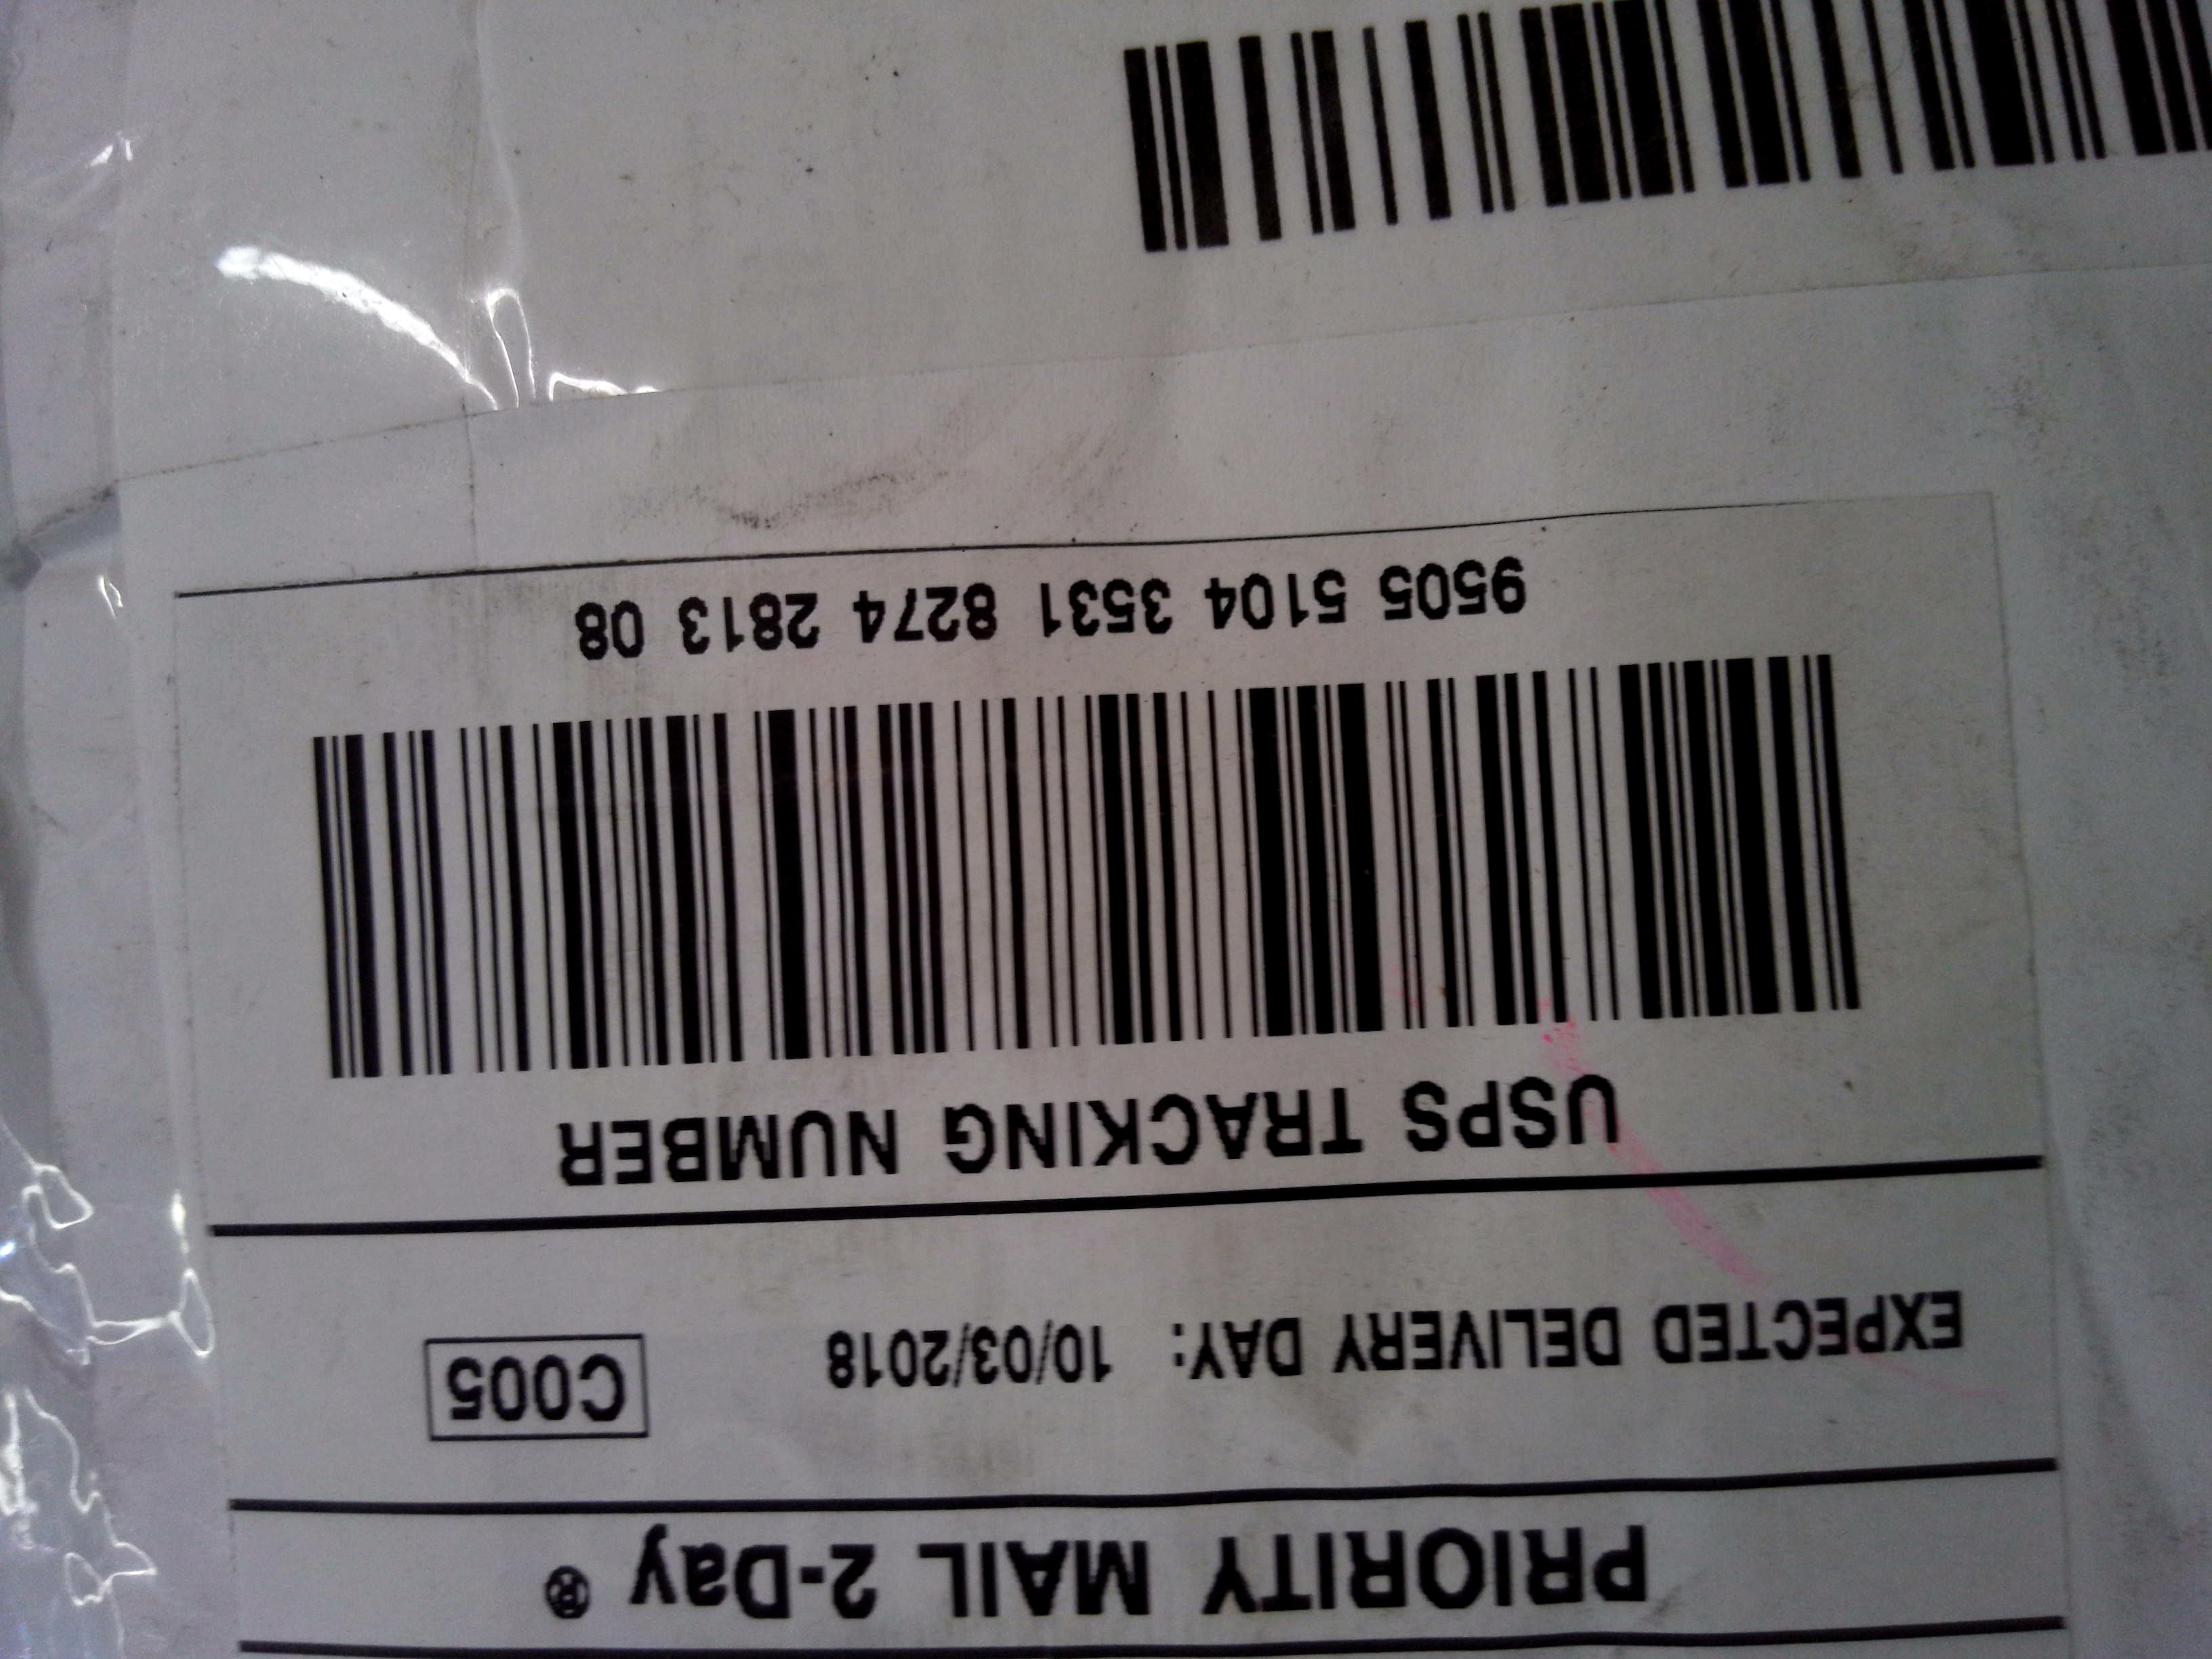 PRIORITY MAIL 2-Day ®
EXPECTED DELIVERY DAY: 10/03/2018
C005
USPS TRACKING NUMBER
9505 5104 3531 8274 2813 08